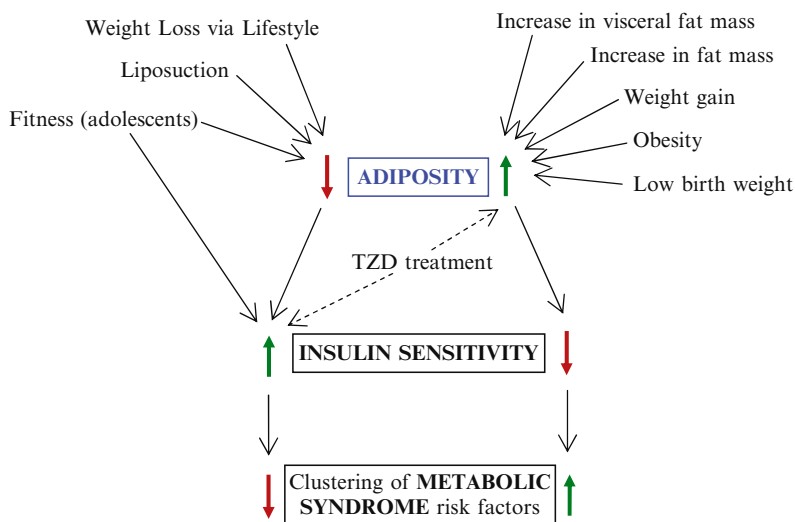 Weight Loss via Lifestyle
Liposuction
Fitness (adolescents)
Increase in visceral fat mass
Increase in fat mass
Weight gain
Obesity
Low birth weight
ADIPOSITY
TZD treatment
INSULIN SENSITIVITY
Clustering of METABOLIC
SYNDROME risk factors